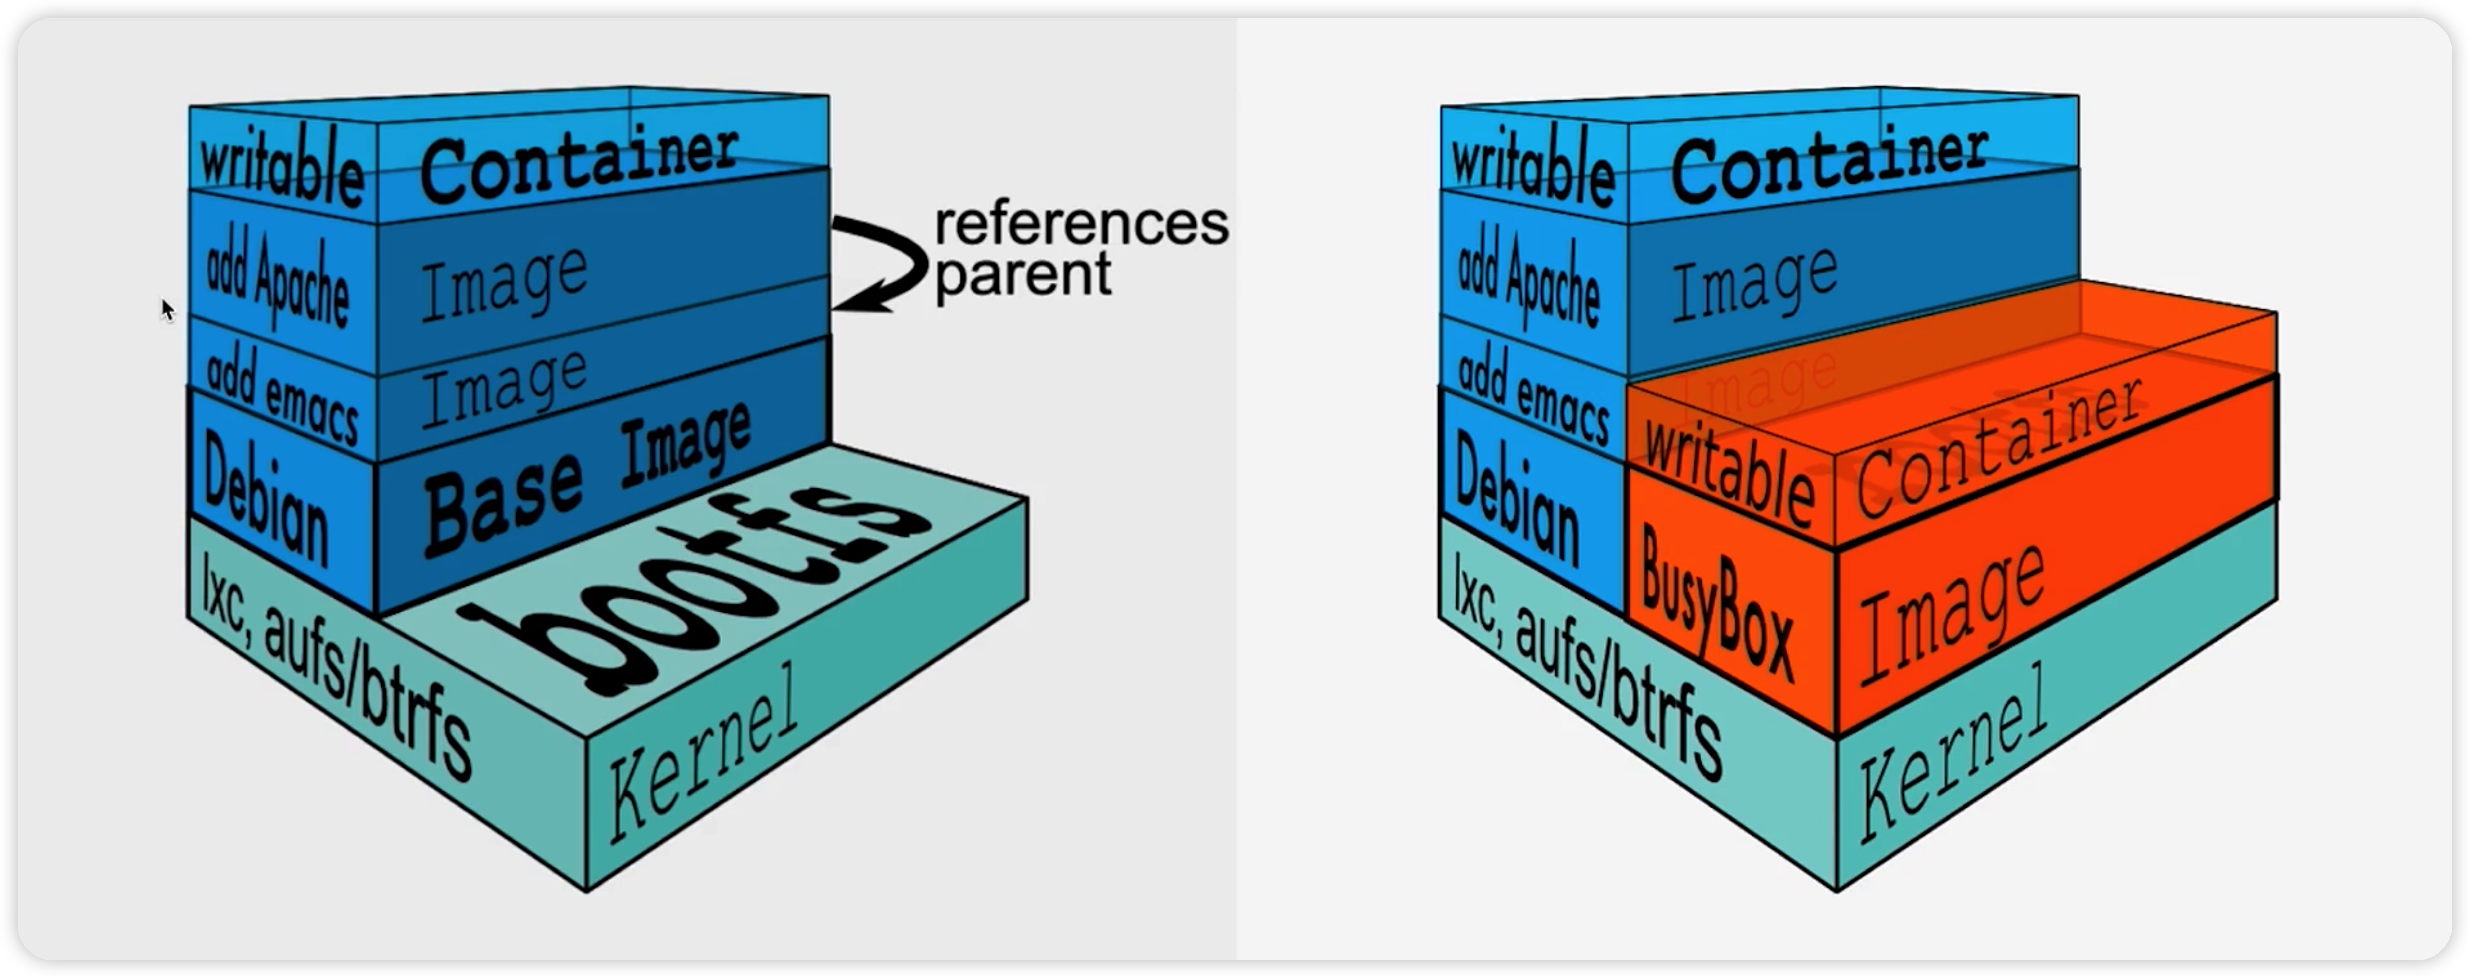 writable Container
add Apache Image
references
parent
add emacs Image
Debian Base Image
bootfs
lxc, aufs/btrfs
Kernel
writable Container
add Apache Image
add emacs Image
writable Container
Debian
BusyBox Image
lxc, aufs/btrfs
Kernel